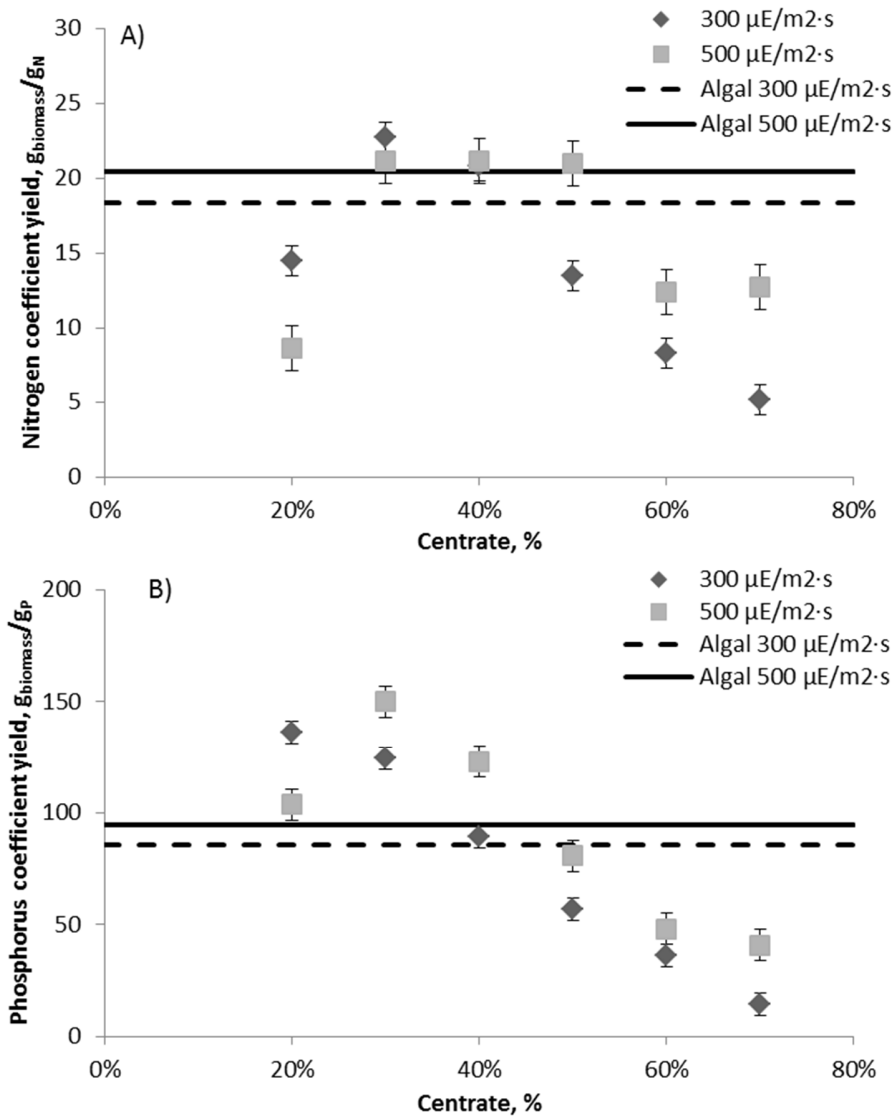 A)
300 µE/m2·s
500 µE/m2·s
Algal 300 µE/m2·s
Algal 500 µE/m2·s
Nitrogen coefficient yield, gbiomass/gN
30
25
20
15
10
5
0
0% 20% 40% 60% 80%
Centrate, %
B)
300 µE/m2·s
500 µE/m2·s
Algal 300 µE/m2·s
Algal 500 µE/m2·s
Phosphorus coefficient yield, gbiomass/gP
200
150
100
50
0
0% 20% 40% 60% 80%
Centrate, %